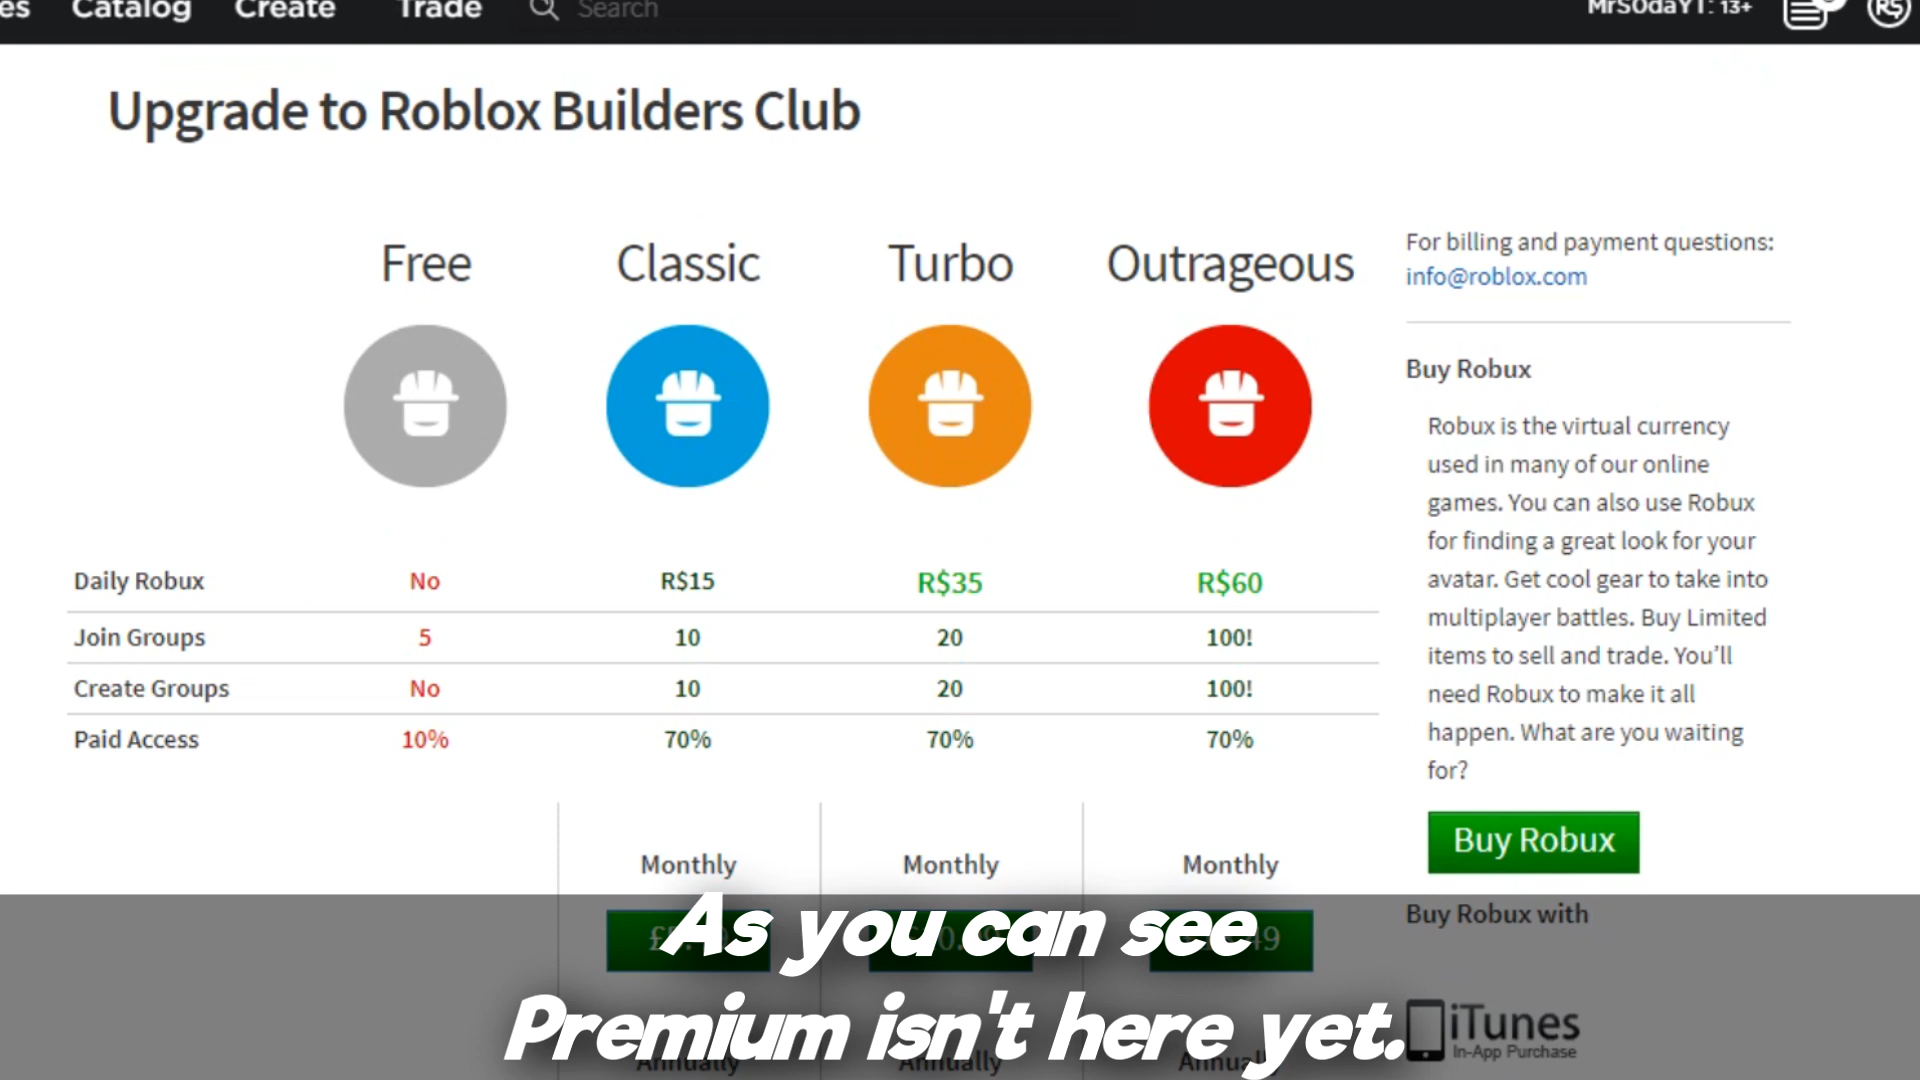 es Catalog Create Trade Search MrS0daYT: 13+ R$
Upgrade to Roblox Builders Club
Free Classic Turbo Outrageous
Daily Robux No R$15 R$35 R$60
Join Groups 5 10 20 100!
Create Groups No 10 20 100!
Paid Access 10% 70% 70% 70%
Monthly Monthly Monthly
Annually Annually
For billing and payment questions:
info@roblox.com
Buy Robux
Robux is the virtual currency
used in many of our online
games. You can also use Robux
for finding a great look for your
avatar. Get cool gear to take into
multiplayer battles. Buy Limited
items to sell and trade. You’ll
need Robux to make it all
happen. What are you waiting
for?
Buy Robux
Buy Robux with
iTunes
In-App Purchase
As you can see
Premium isn't here yet.